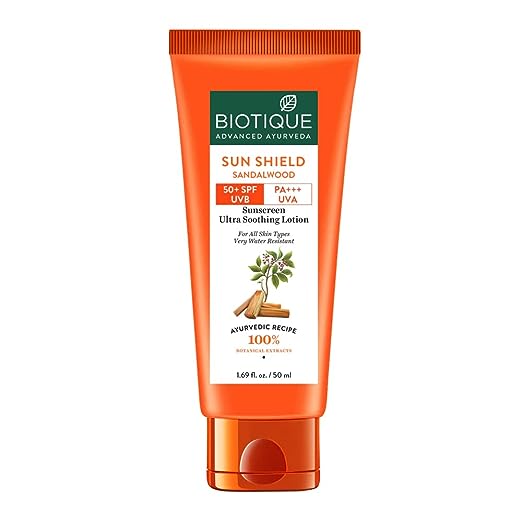 BIOTIQUE
ADVANCED AYURVEDA
SUN SHIELD
SANDALWOOD
50+ SPF PA+++
UVB UVA
Sunscreen
Ultra Soothing Lotion
For All Skin Types
Very Water Resistant
AYURVEDIC RECIPE
100%
BOTANICAL EXTRACTS
1.69 fl. oz. / 50 ml